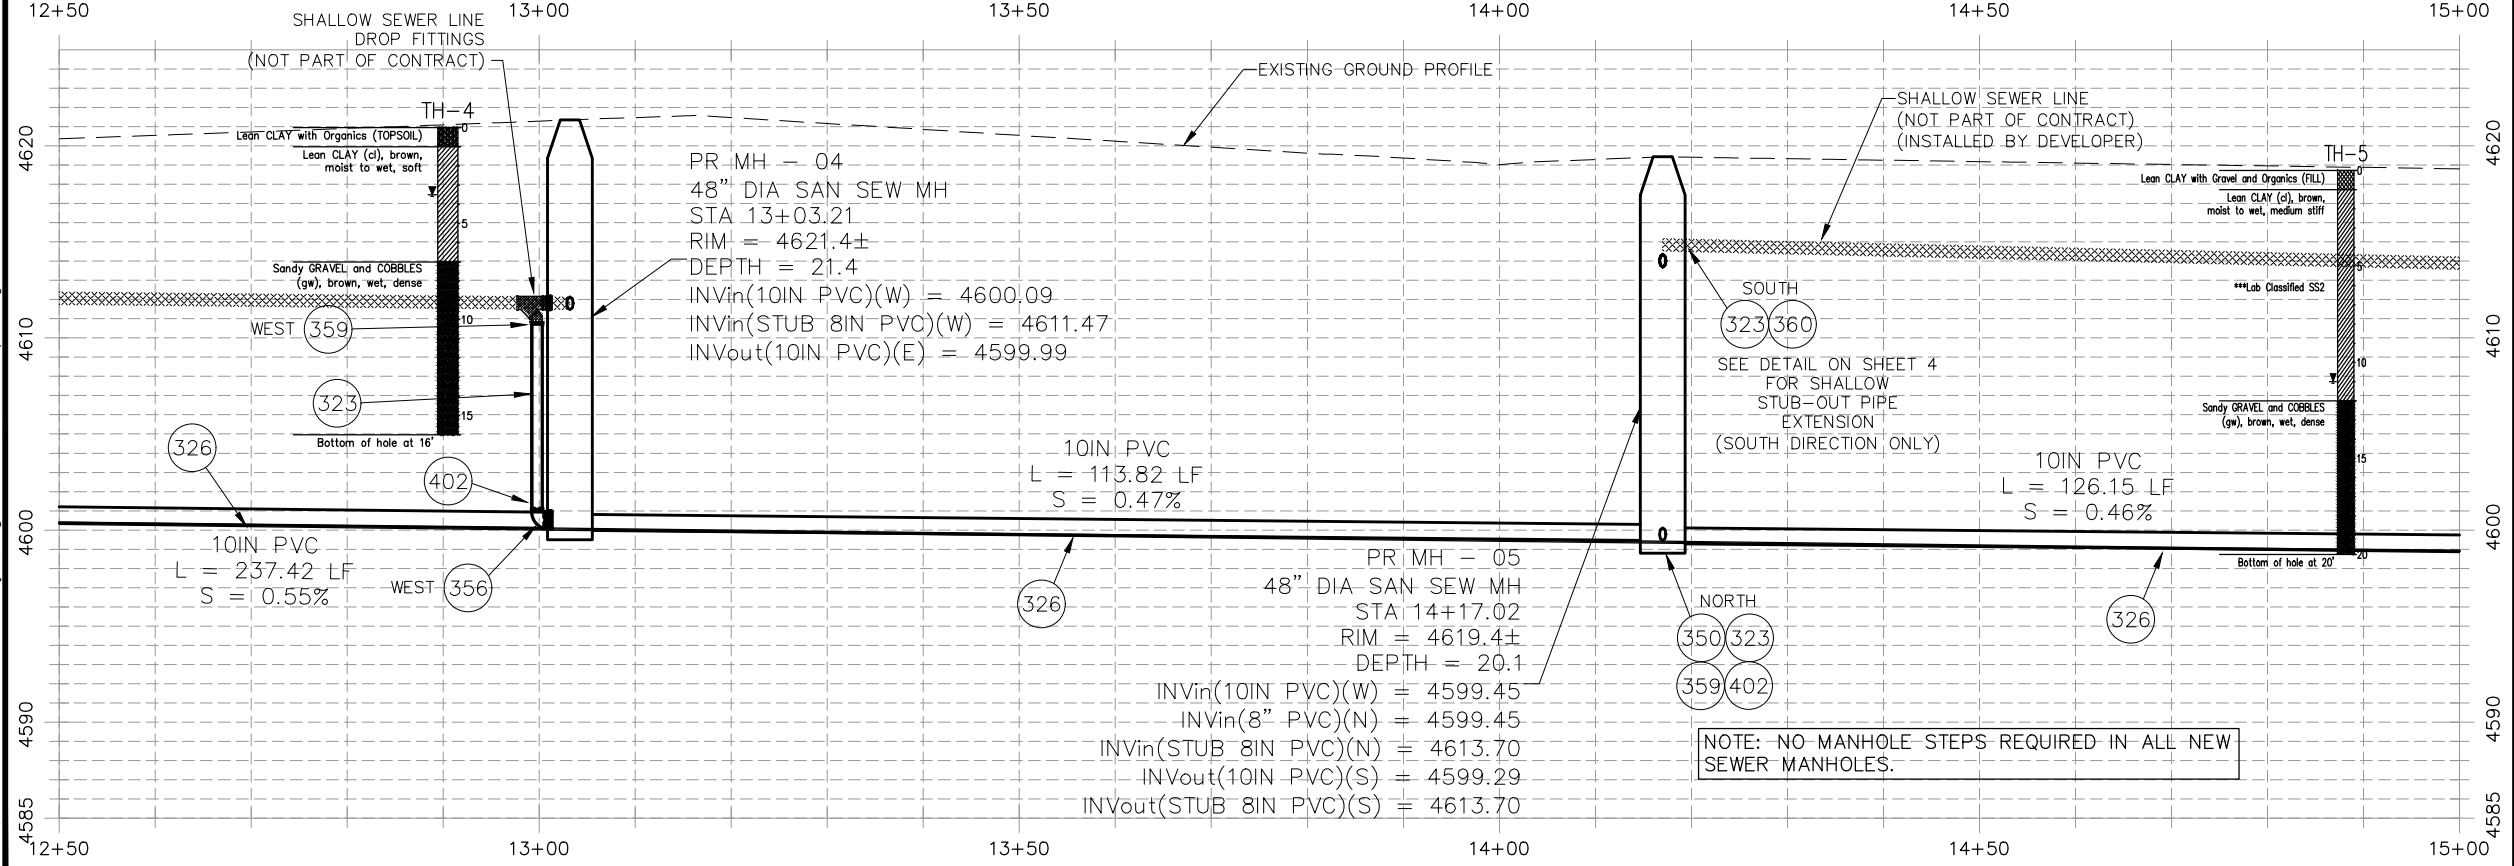 12+50
13+00
13+50
14+00
14+50
15+00
SHALLOW SEWER LINE
DROP FITTINGS
(NOT PART OF CONTRACT)
EXISTING GROUND PROFILE
SHALLOW SEWER LINE
(NOT PART OF CONTRACT)
(INSTALLED BY DEVELOPER)
4620
4610
4600
4590
4585
TH-4
Lean CLAY with Organics (TOPSOIL)
Lean CLAY (cl), brown,
moist to wet, soft
Sandy GRAVEL and COBBLES
(gw), brown, wet, dense
Bottom of hole at 16'
0
5
10
15
WEST 359
323
326
402
10IN PVC
L = 237.42 LF
S = 0.55%
WEST 356
PR MH - 04
48" DIA SAN SEW MH
STA 13+03.21
RIM = 4621.4±
DEPTH = 21.4
INVin(10IN PVC)(W) = 4600.09
INVin(STUB 8IN PVC)(W) = 4611.47
INVout(10IN PVC)(E) = 4599.99
10IN PVC
L = 113.82 LF
S = 0.47%
326
PR MH - 05
48" DIA SAN SEW MH
STA 14+17.02
RIM = 4619.4±
DEPTH = 20.1
INVin(10IN PVC)(W) = 4599.45
INVin(8" PVC)(N) = 4599.45
INVin(STUB 8IN PVC)(N) = 4613.70
INVout(10IN PVC)(S) = 4599.29
INVout(STUB 8IN PVC)(S) = 4613.70
SOUTH
323 360
SEE DETAIL ON SHEET 4
FOR SHALLOW
STUB-OUT PIPE
EXTENSION
(SOUTH DIRECTION ONLY)
NORTH
350 323
359 402
10IN PVC
L = 126.15 LF
S = 0.46%
326
TH-5
Lean CLAY with Gravel and Organics (FILL)
Lean CLAY (cl), brown,
moist to wet, medium stiff
***Lab Classified SS2
Sandy GRAVEL and COBBLES
(gw), brown, wet, dense
Bottom of hole at 20'
0
5
10
15
20
NOTE: NO MANHOLE STEPS REQUIRED IN ALL NEW
SEWER MANHOLES.
4620
4610
4600
4590
4585
12+50
13+00
13+50
14+00
14+50
15+00